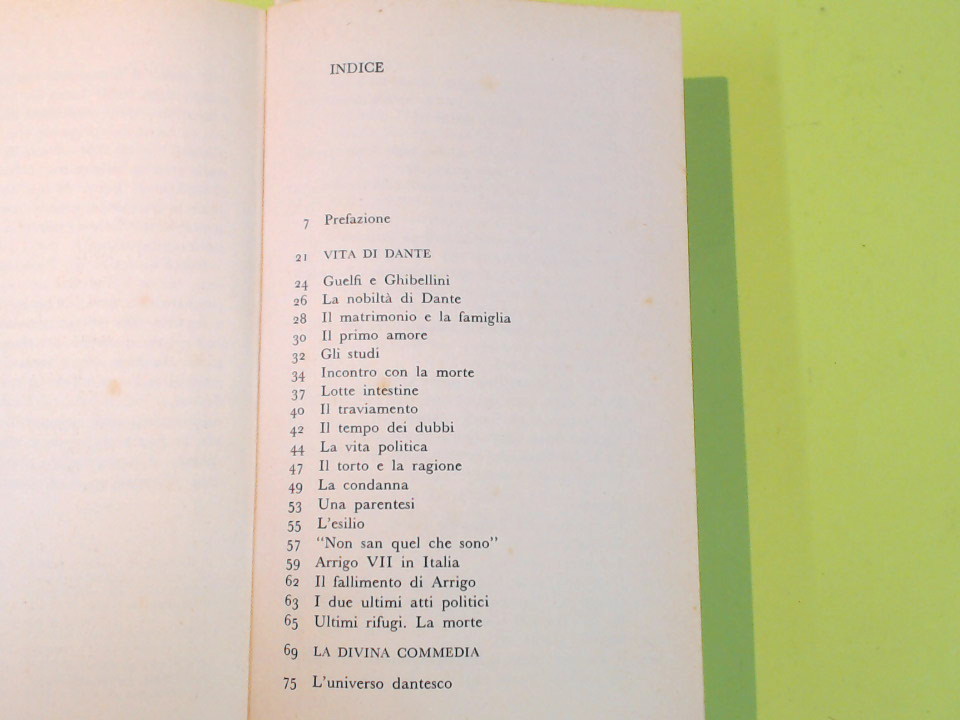 INDICE
7 Prefazione
21 VITA DI DANTE
24 Guelfi e Ghibellini
26 La nobiltà di Dante
28 Il matrimonio e la famiglia
30 Il primo amore
32 Gli studi
34 Incontro con la morte
37 Lotte intestine
40 Il traviamento
42 Il tempo dei dubbi
44 La vita politica
47 Il torto e la ragione
49 La condanna
53 Una parentesi
55 L'esilio
57 "Non san quel che sono"
59 Arrigo VII in Italia
62 Il fallimento di Arrigo
63 I due ultimi atti politici
65 Ultimi rifugi. La morte
69 LA DIVINA COMMEDIA
75 L'universo dantesco